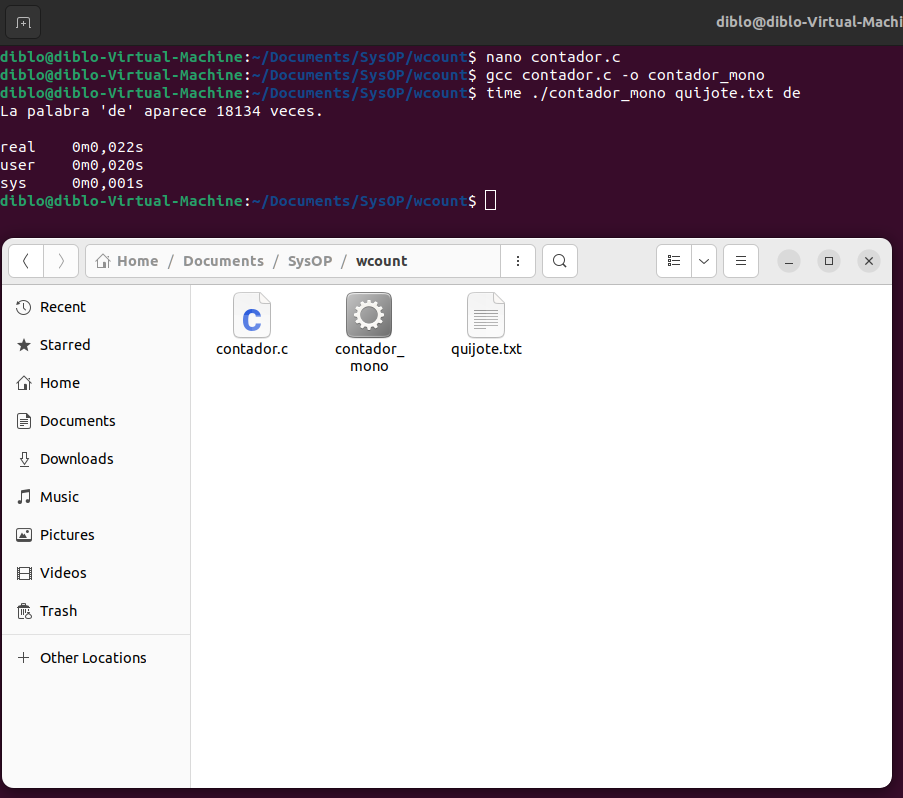 diblo@diblo-Virtual-Machi
diblo@diblo-Virtual-Machine:~/Documents/SysOP/wcount$ nano contador.c
diblo@diblo-Virtual-Machine:~/Documents/SysOP/wcount$ gcc contador.c -o contador_mono
diblo@diblo-Virtual-Machine:~/Documents/SysOP/wcount$ time ./contador_mono quijote.txt de
La palabra 'de' aparece 18134 veces.
real 0m0,022s
user 0m0,020s
sys 0m0,001s
diblo@diblo-Virtual-Machine:~/Documents/SysOP/wcount$
Home / Documents / SysOP / wcount
Recent
Starred
Home
Documents
Downloads
Music
Pictures
Videos
Trash
+ Other Locations
C
contador.c
contador_
mono
quijote.txt